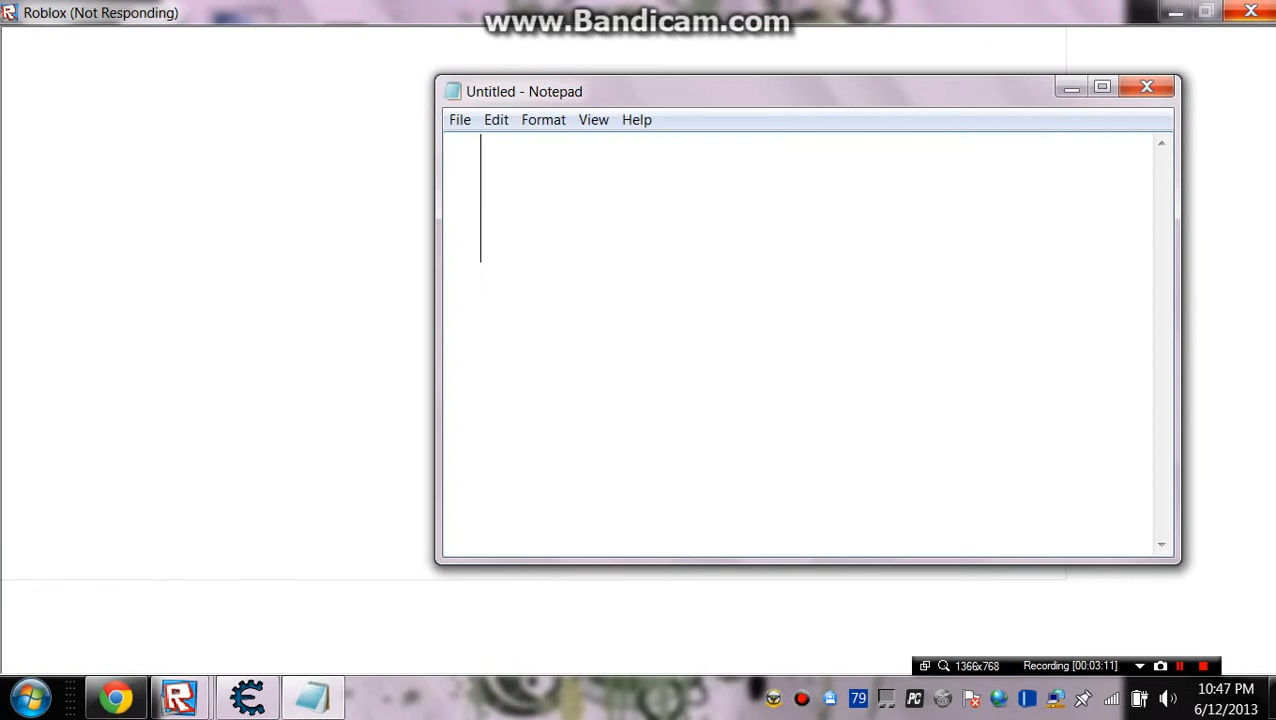 Roblox (Not Responding)
www.Bandicam.com
Untitled - Notepad
File Edit Format View Help
1366x768 Recording [00:03:11]
79 PC 10:47 PM
6/12/2013